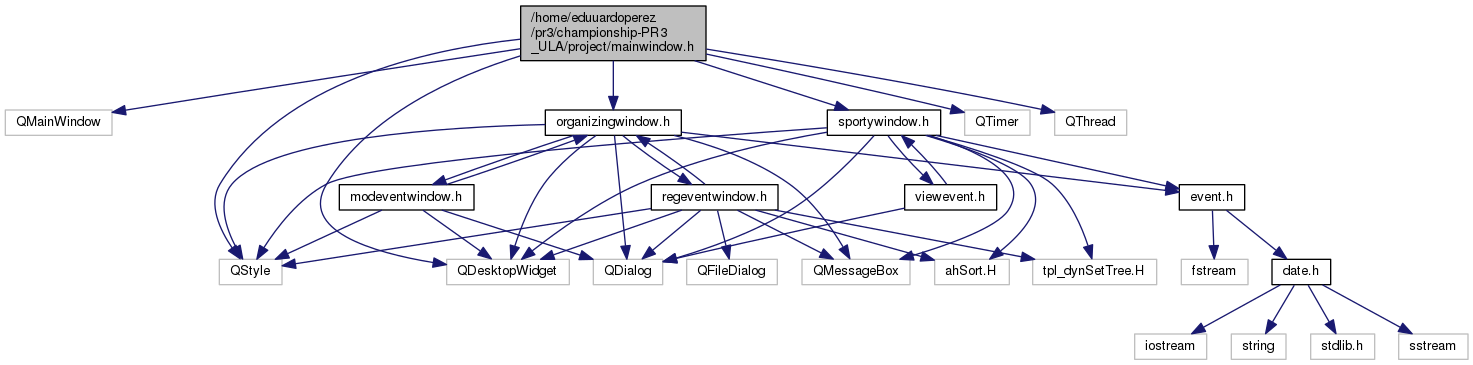 /home/eduuardoperez
/pr3/championship-PR3
_ULA/project/mainwindow.h
QMainWindow
organizingwindow.h
sportywindow.h
QTimer
QThread
modeventwindow.h
regeventwindow.h
viewevent.h
event.h
QStyle
QDesktopWidget
QDialog
QFileDialog
QMessageBox
ahSort.H
tpl_dynSetTree.H
fstream
date.h
iostream
string
stdlib.h
sstream